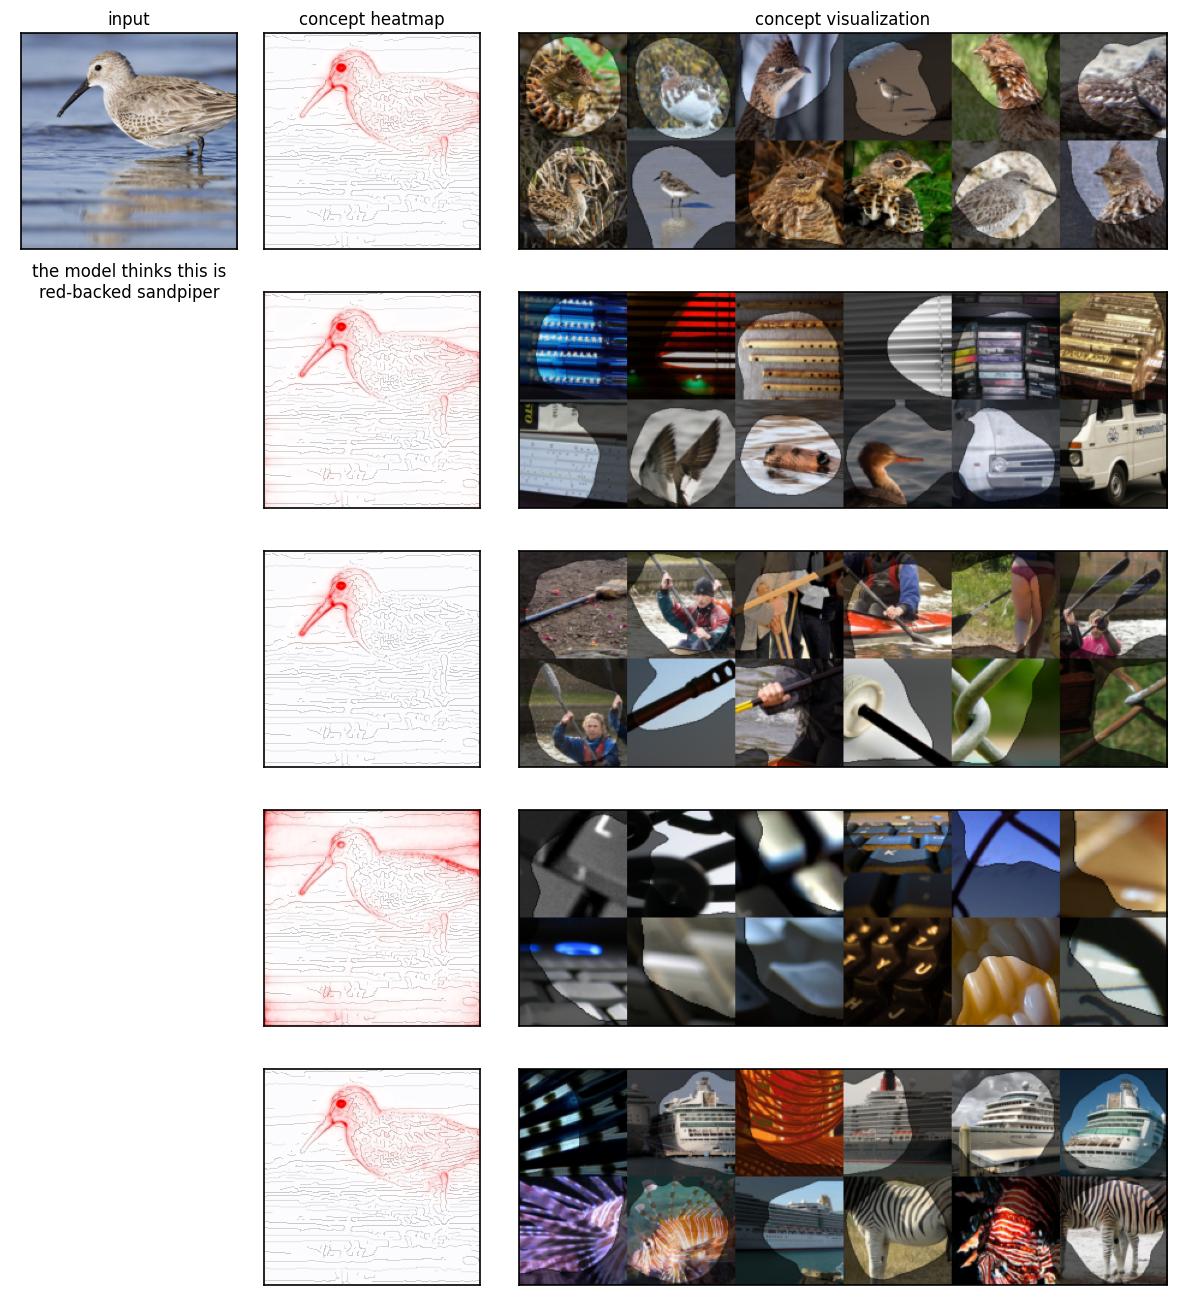 input
concept heatmap
concept visualization
the model thinks this is
red-backed sandpiper